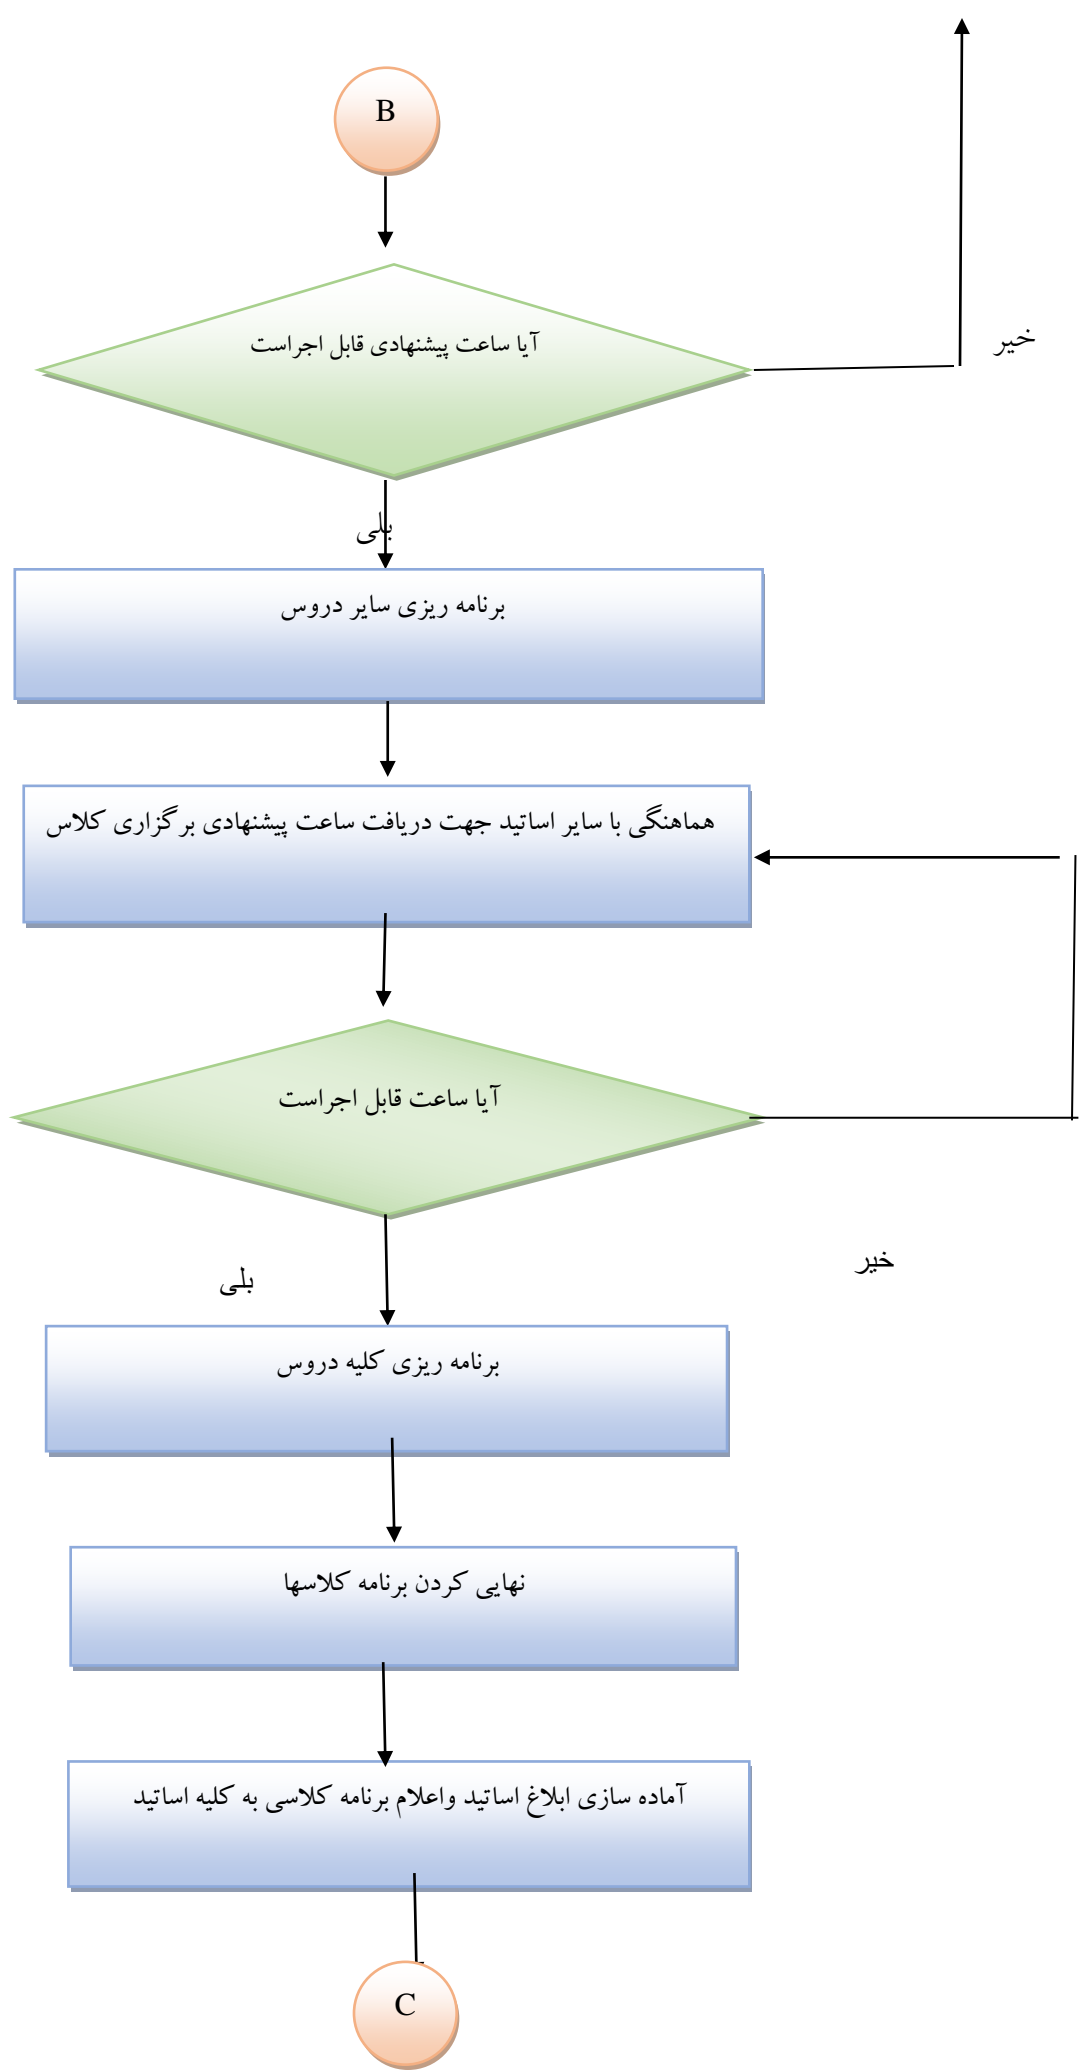 B
آیا ساعت پیشنهادی قابل اجراست
خیر
بلی
برنامه ریزی سایر دروس
هماهنگی با سایر اساتید جهت دریافت ساعت پیشنهادی برگزاری کلاس
آیا ساعت قابل اجراست
خیر
بلی
برنامه ریزی کلیه دروس
نهایی کردن برنامه کلاسها
آماده سازی ابلاغ اساتید واعلام برنامه کلاسی به کلیه اساتید
C